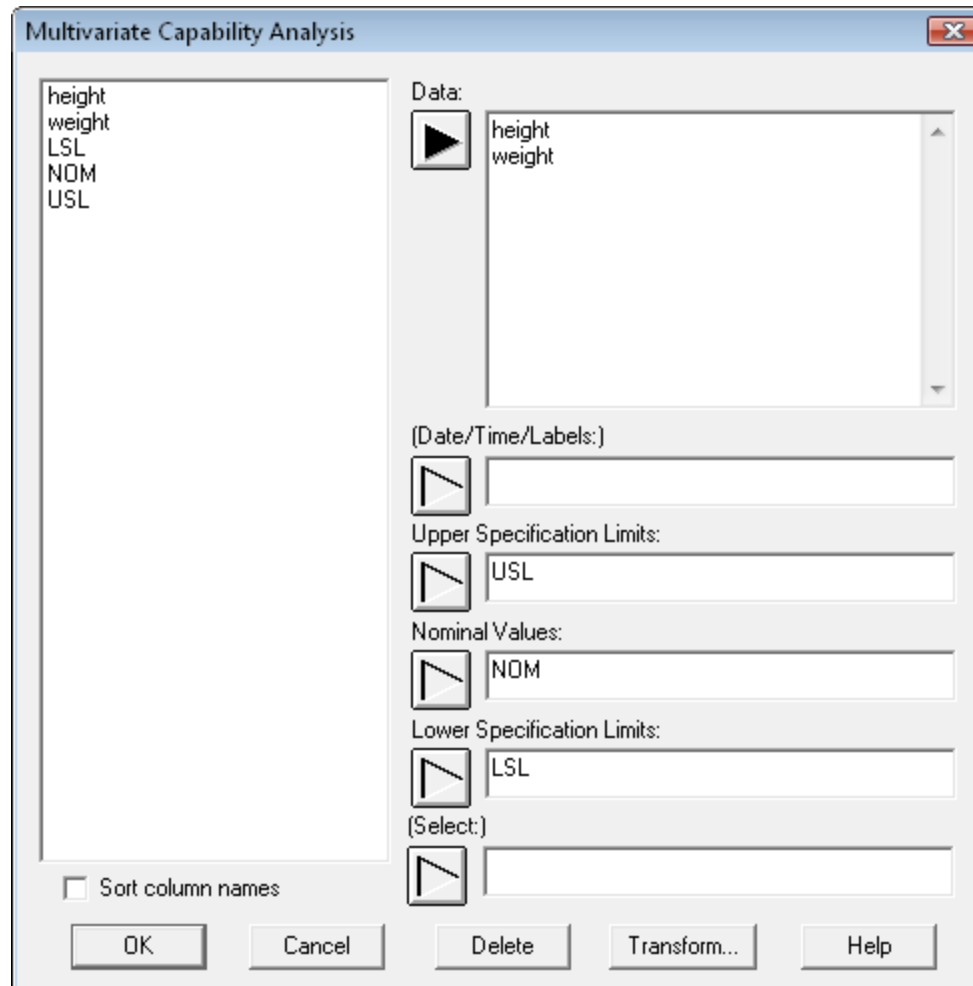 Multivariate Capability Analysis
height
weight
LSL
NOM
USL
Sort column names
Data:
height
weight
(Date/Time/Labels:)
Upper Specification Limits:
USL
Nominal Values:
NOM
Lower Specification Limits:
LSL
(Select:)
OK
Cancel
Delete
Transform...
Help